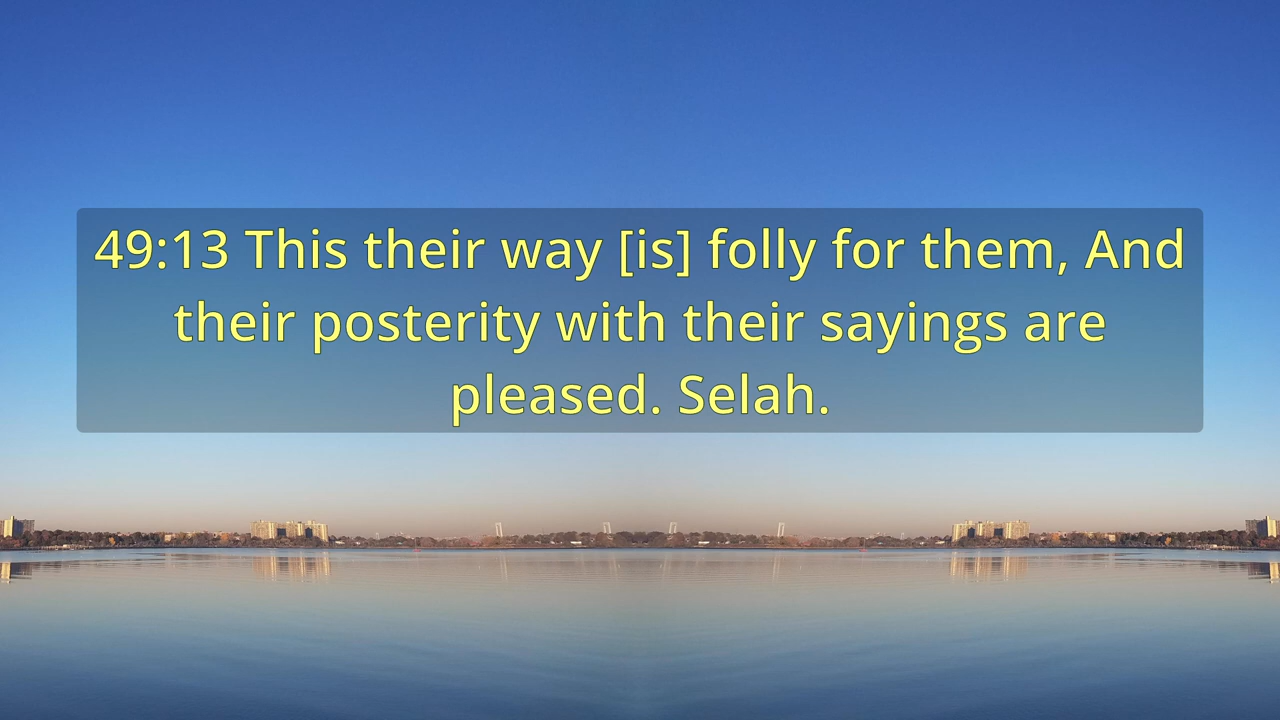 49:13 This their way [is] folly for them, And
their posterity with their sayings are
pleased. Selah.